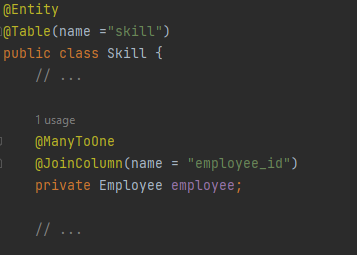 @Entity
@Table(name ="skill")
public class Skill {
// ...
1 usage
@ManyToOne
@JoinColumn(name = "employee_id")
private Employee employee;
// ...